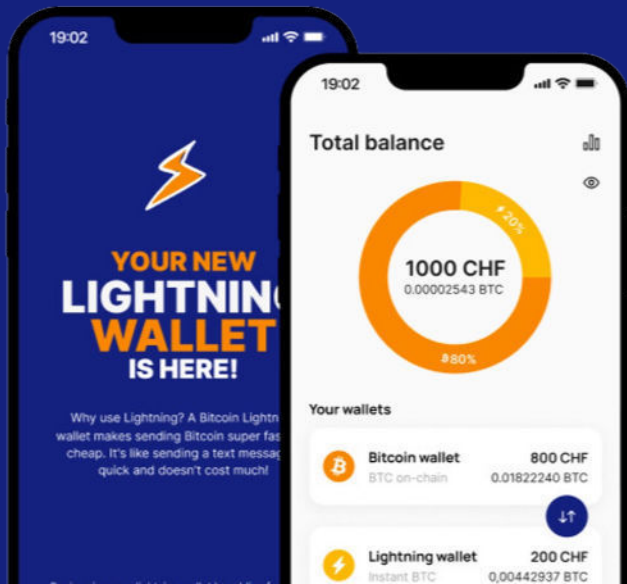 19:02
YOUR NEW
LIGHTNING
WALLET
IS HERE!
Why use Lightning? A Bitcoin Lightn
wallet makes sending Bitcoin super fas
cheap. It's like sending a text messag
quick and doesn't cost much!
19:02
Total balance
20%
1000 CHF
0.00002543 BTC
80%
Your wallets
Bitcoin wallet 800 CHF
BTC on-chain 0.01822240 BTC
Lightning wallet 200 CHF
Instant BTC 0,00442937 BTC